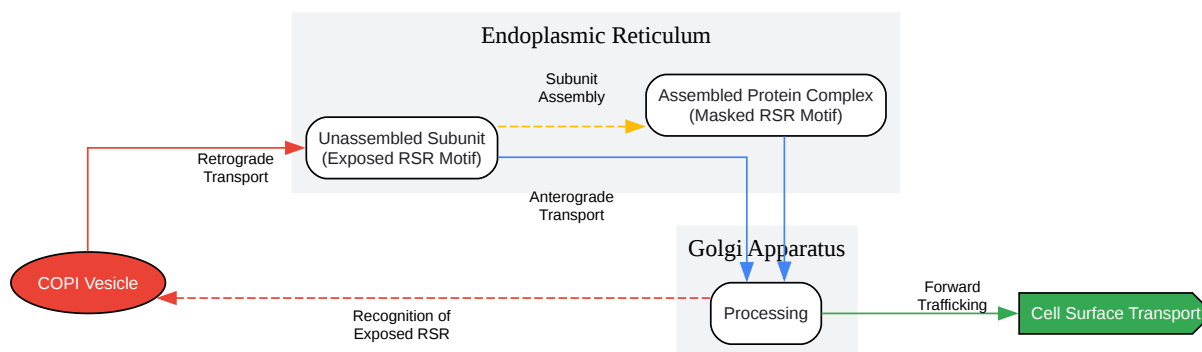 Endoplasmic Reticulum
Subunit
Assembly
Assembled Protein Complex
(Masked RSR Motif)
Unassembled Subunit
(Exposed RSR Motif)
Retrograde
Transport
Anterograde
Transport
Golgi Apparatus
COPI Vesicle
Recognition of
Exposed RSR
Processing
Forward
Trafficking
Cell Surface Transport